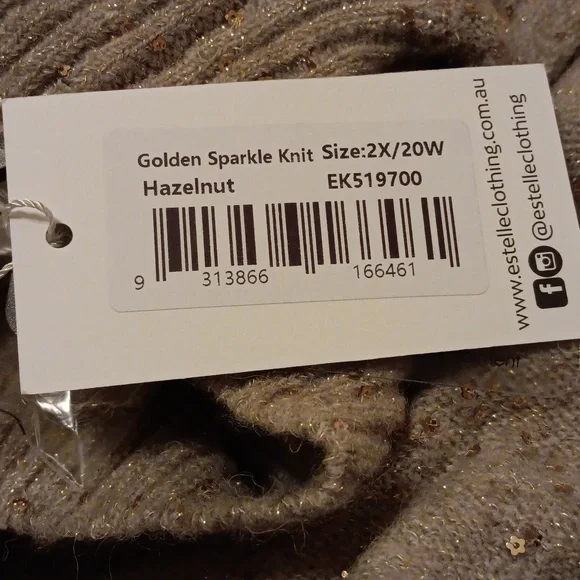 Golden Sparkle Knit Size:2X/20W
Hazelnut EK519700
9 313866 166461
www.estelleclothing.com.au
@estelleclothing